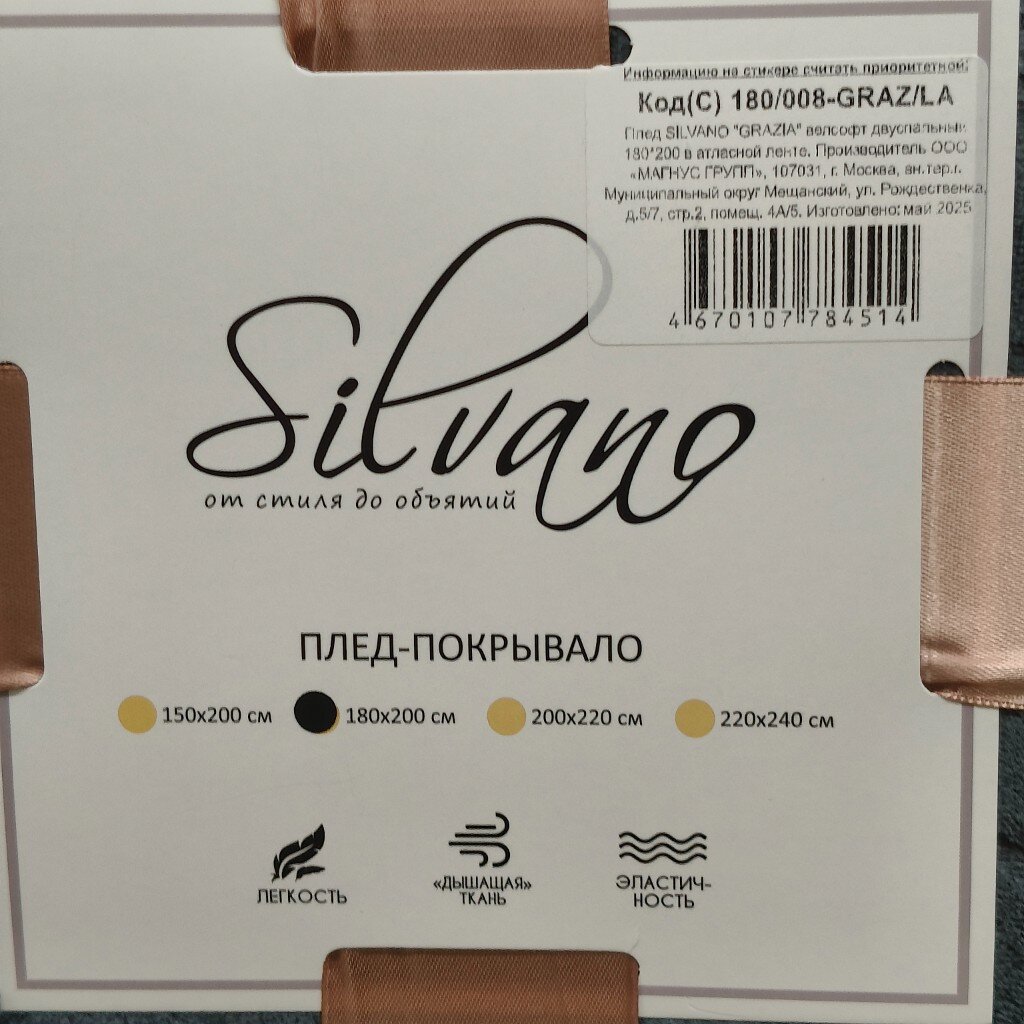 Информацию на стикере считать приоритетной:
Код(С) 180/008-GRAZ/LA
Плед SILVANO "GRAZIA" велсофт двуспальный
180*200 в атласной ленте. Производитель ООО
«МАГНУС ГРУПП», 107031, г. Москва, вн.тер.г.
Муниципальный округ Мещанский, ул. Рождественка,
д.5/7, стр.2, помещ. 4А/5. Изготовлено: май 2025
4 670107 784514
Silvano
от стиля до объятий
ПЛЕД-ПОКРЫВАЛО
150х200 см 180х200 см 200х220 см 220х240 см
ЛЕГКОСТЬ
«ДЫШАЩАЯ»
ТКАНЬ
ЭЛАСТИЧ-
НОСТЬ